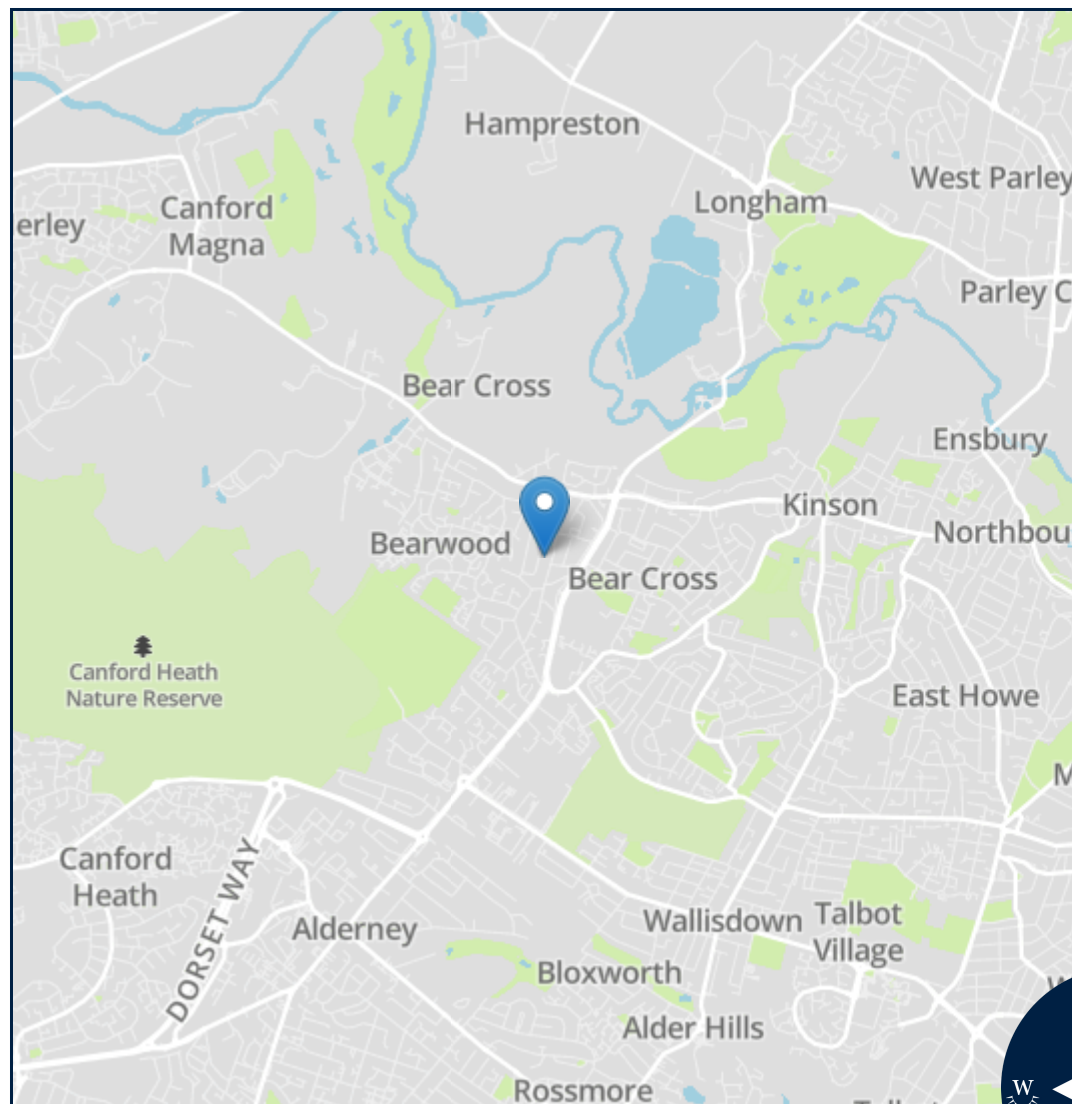 Hampreston
West Parley
Longham
Canford
Magna
erley
Parley C
Bear Cross
Ensbury
Kinson
Northbou
Bearwood
Bear Cross
Canford Heath
Nature Reserve
East Howe
M
Canford
Heath
DORSET WAY
Alderney
Wallisdown
Talbot
Village
Bloxworth
Alder Hills
Rossmore
W